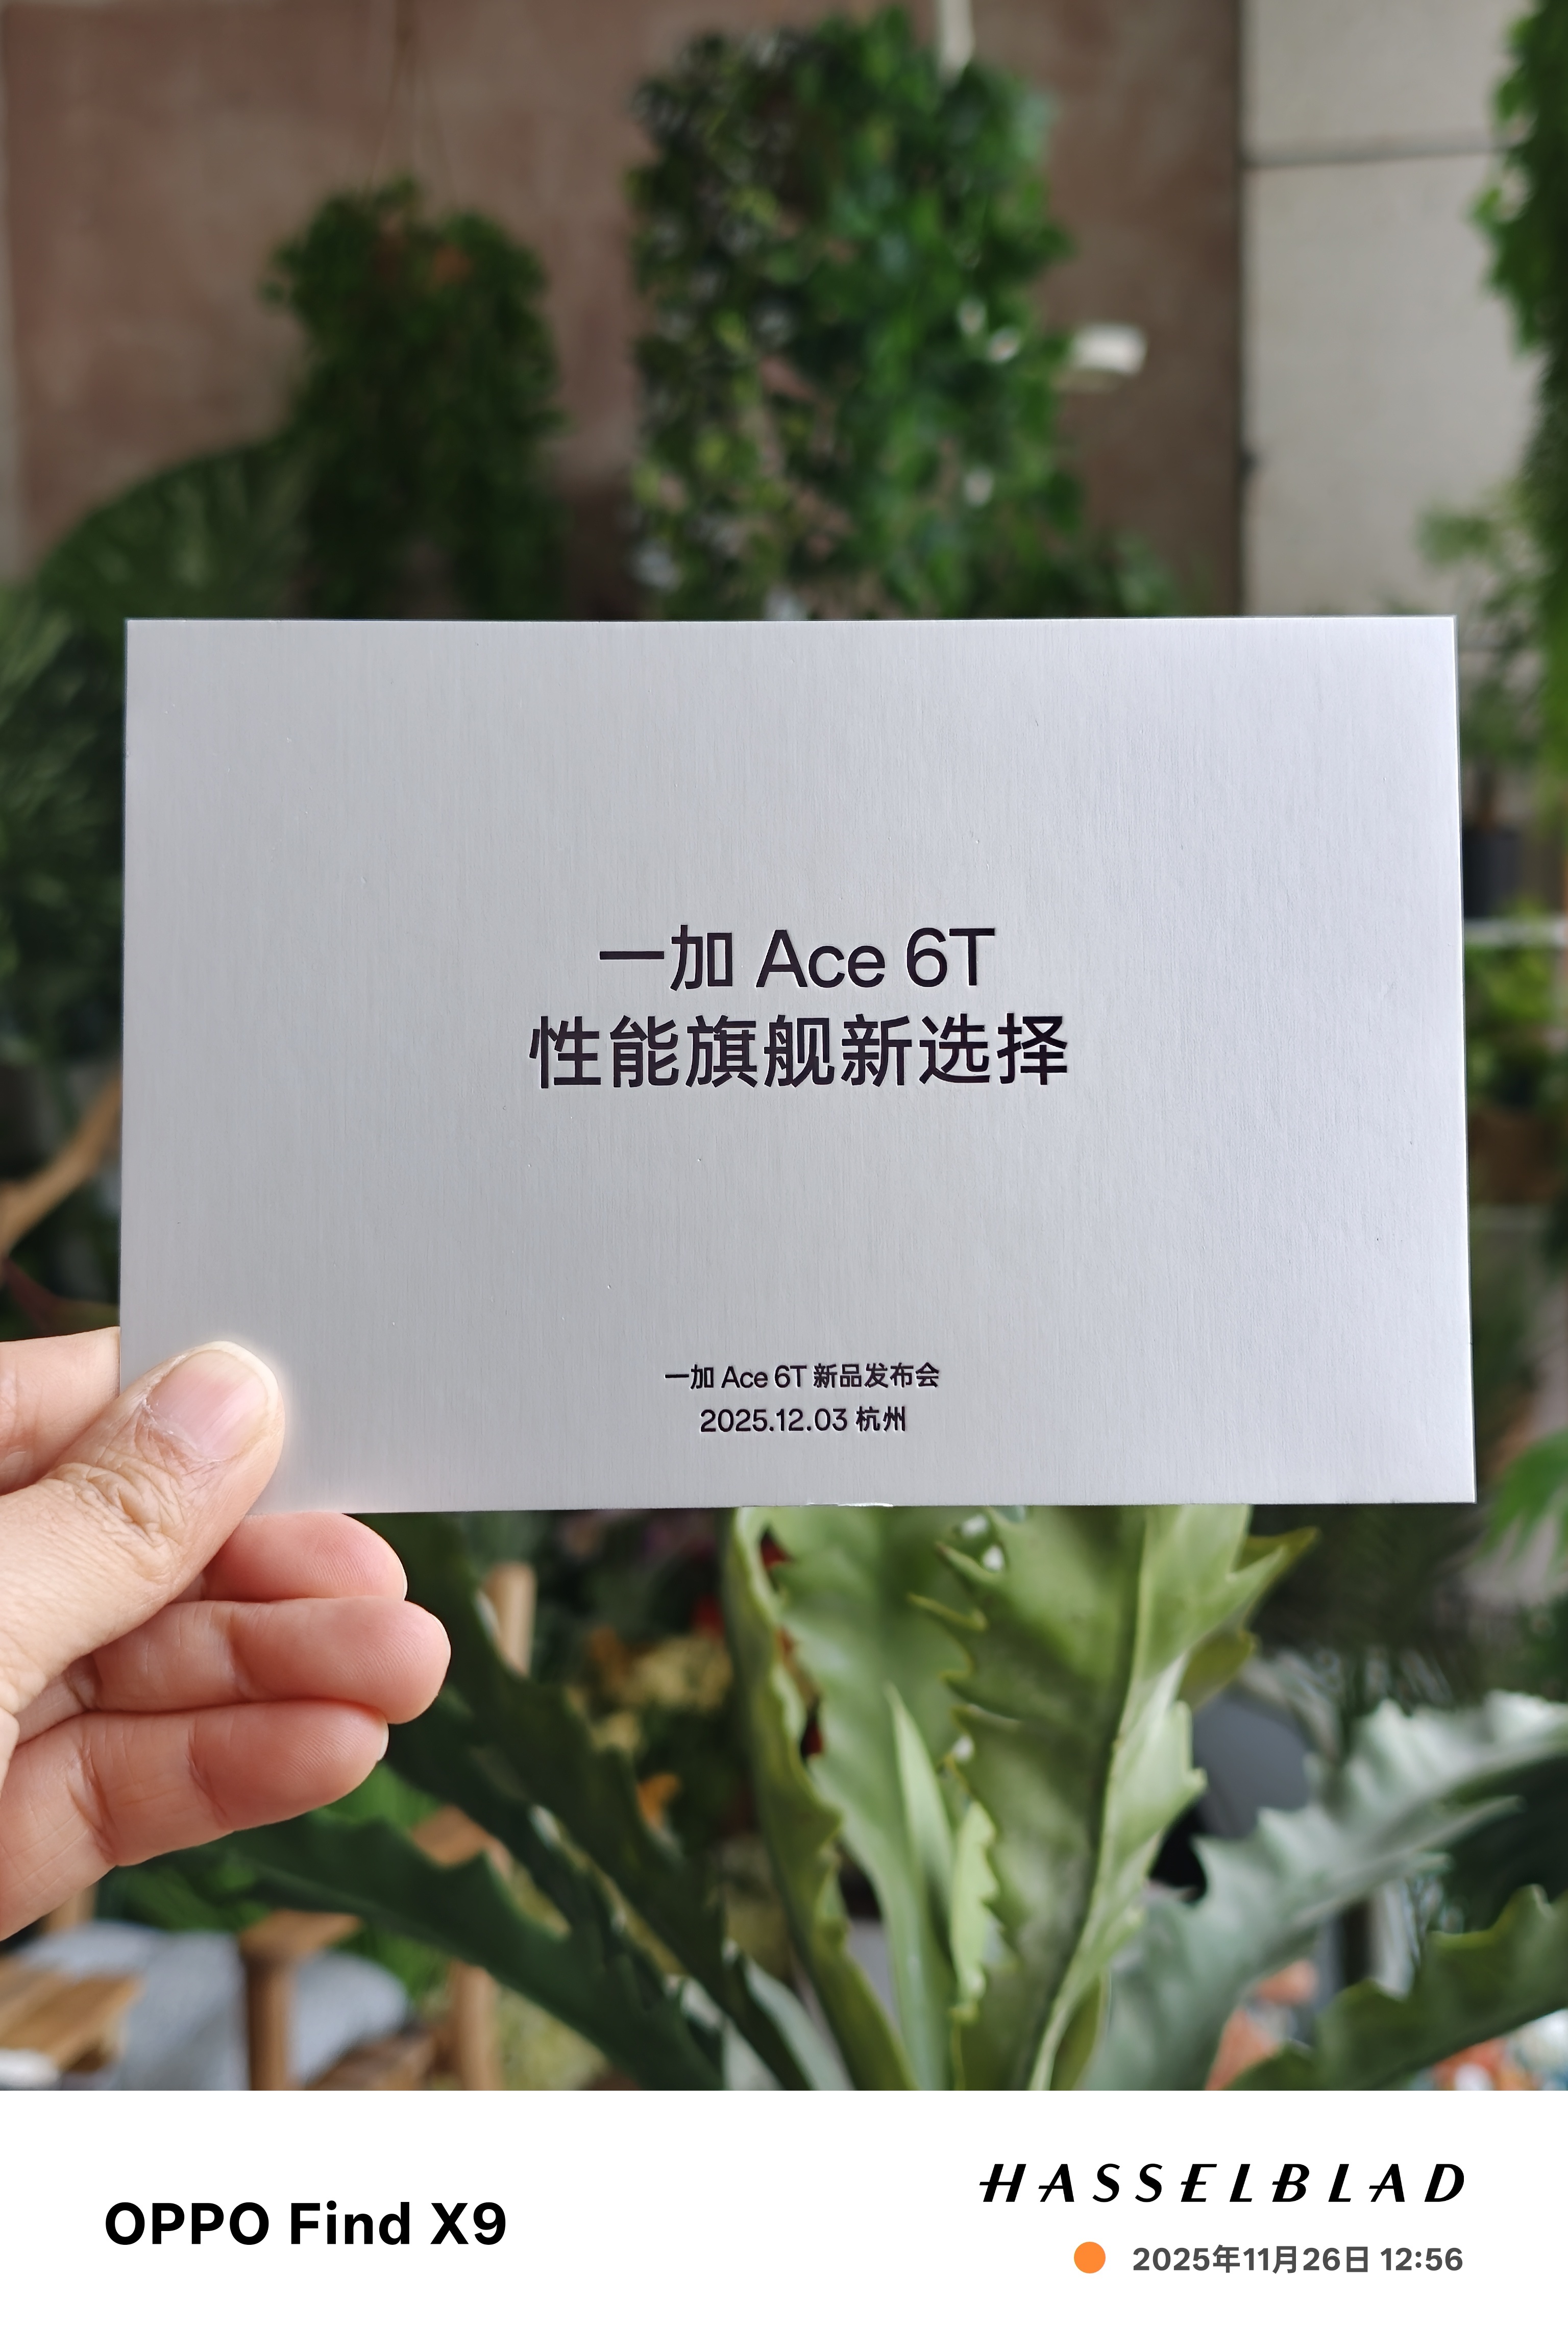 一加 Ace 6T
性能旗舰新选择
一加 Ace 6T 新品发布会
2025.12.03 杭州
OPPO Find X9
HASSELBLAD
2025年11月26日 12:56